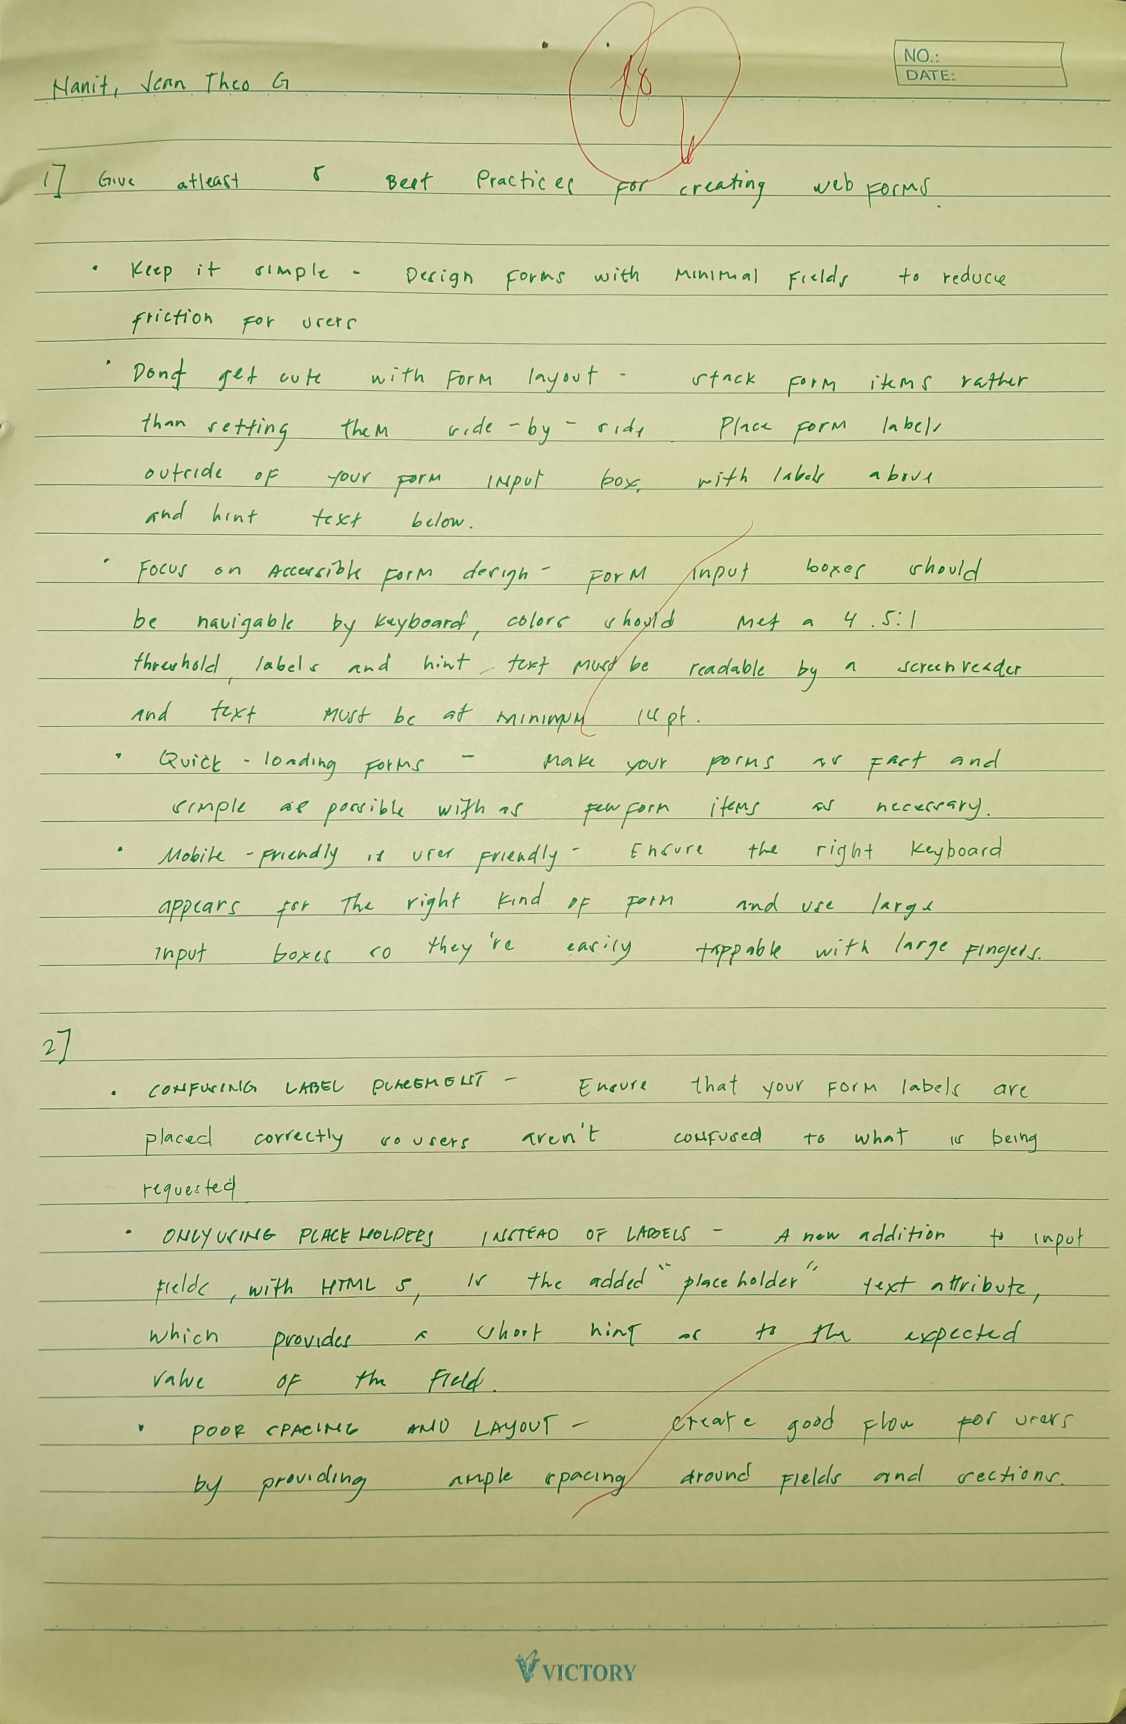 Nanit, Jean Theo G
18
NO.:
DATE:
1] Give atleast 5 Best Practices for creating web forms.
• Keep it simple - Design forms with minimal fields to reduce
friction for users
• Dont get cute with form layout - stack form items rather
than setting them side-by-side. Place form labels
outside of your form input box, with labels above
and hint text below.
• Focus on Accessible form design - form input boxes should
be navigable by keyboard, colors should met a 4.5:1
threshold, labels and hint text must be readable by a screenreader
and text must be at minimum 14pt.
• Quick-loading forms - Make your forms as fast and
simple as possible with as few form items as necessary.
• Mobile-friendly is user friendly - Ensure the right keyboard
appears for the right kind of form and use large
input boxes so they're easily tappable with large fingers.
2]
• CONFUSING LABEL PLACEMENT - Ensure that your form labels are
placed correctly so users aren't confused to what is being
requested
• ONLY USING PLACE HOLDERS INSTEAD OF LABELS - A new addition to input
fields, with HTML 5, is the added "placeholder" text attribute,
which provides a short hint as to the expected
value of the field.
• POOR SPACING AND LAYOUT - Create good flow for users
by providing ample spacing around fields and sections.
VICTORY